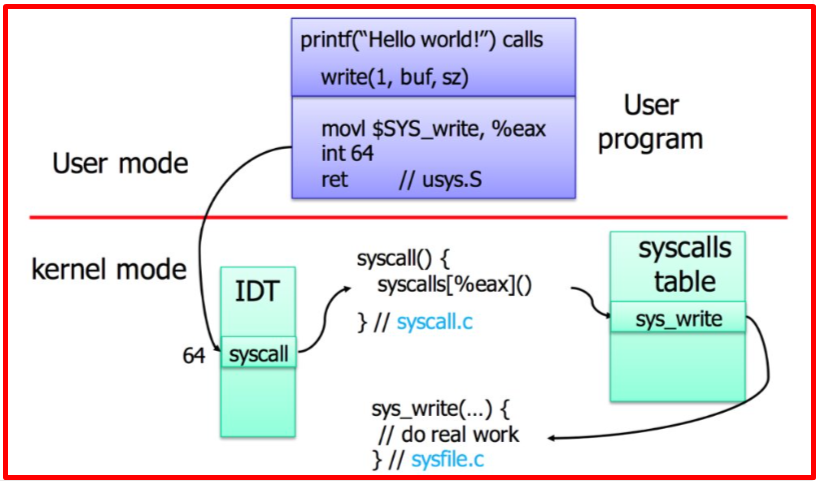 printf(“Hello world!”) calls
write(1, buf, sz)
movl $SYS_write, %eax
int 64
ret // usys.S
User
program
User mode
kernel mode
IDT
64 syscall
syscall() {
syscalls[%eax]()
} // syscall.c
syscalls
table
sys_write
sys_write(...) {
// do real work
} // sysfile.c